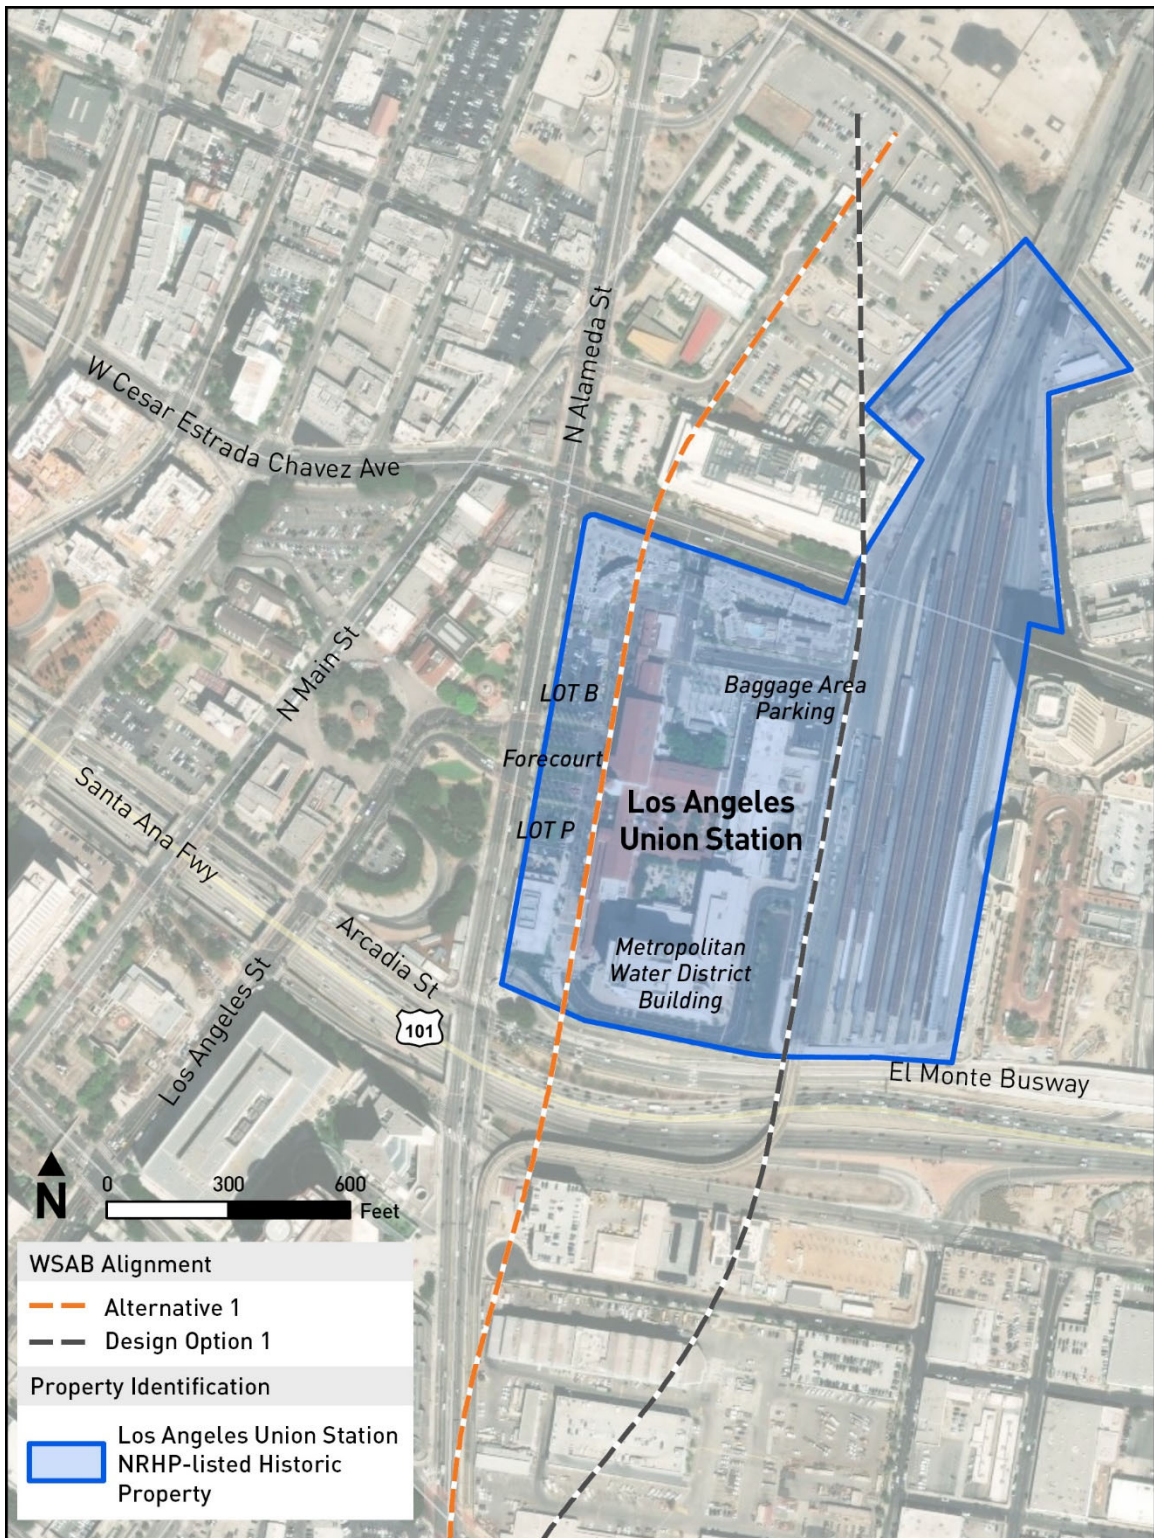 N Alameda St
W Cesar Estrada Chavez Ave
N Main St
LOT B
Baggage Area
Parking
Forecourt
Santa Ana Fwy
LOT P
Los Angeles
Union Station
Arcadia St
Metropolitan
Water District
Building
101
Los Angeles St
El Monte Busway
N
0 300 600
Feet
WSAB Alignment
Alternative 1
Design Option 1
Property Identification
Los Angeles Union Station
NRHP-listed Historic
Property